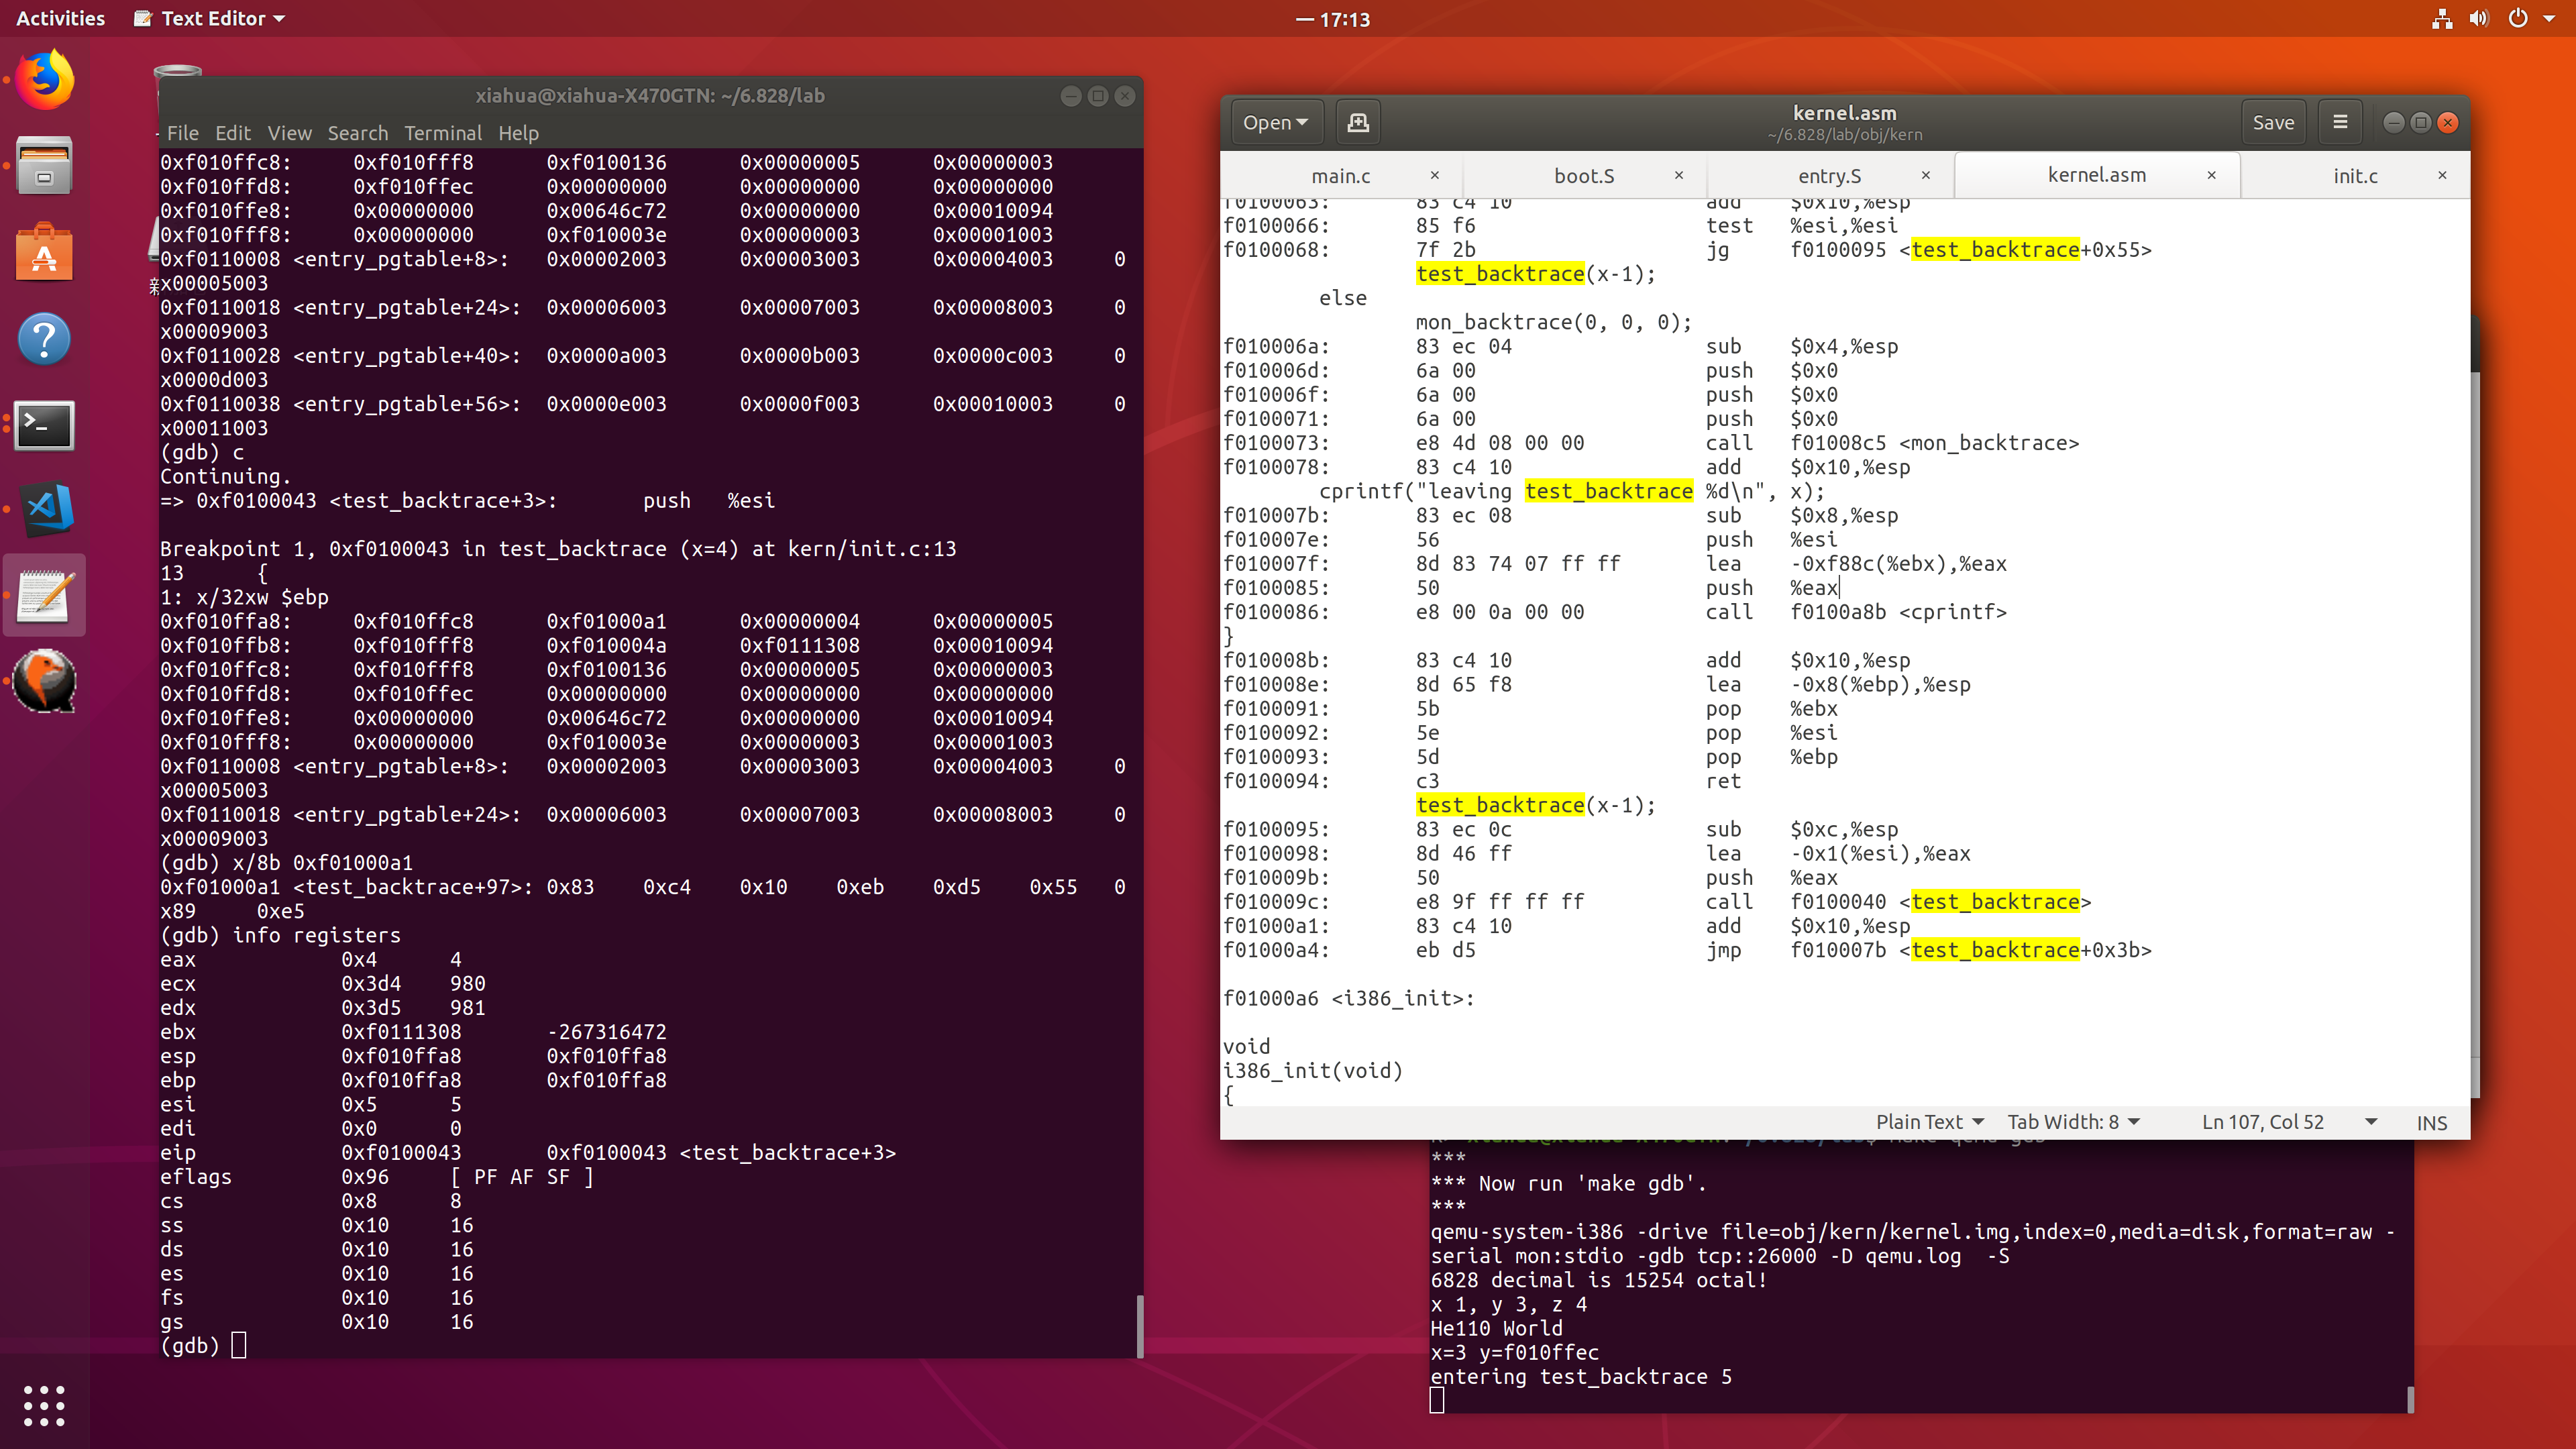 Activities Text Editor
— 17:13
xiahua@xiahua-X470GTN: ~/6.828/lab
File Edit View Search Terminal Help
0xf010ffc8: 0xf010fff8 0xf0100136 0x00000005 0x00000003
0xf010ffd8: 0xf010ffec 0x00000000 0x00000000 0x00000000
0xf010ffe8: 0x00000000 0x00646c72 0x00000000 0x00010094
0xf010fff8: 0x00000000 0xf010003e 0x00000003 0x00001003
0xf0110008 <entry_pgtable+8>: 0x00002003 0x00003003 0x00004003 0
x00005003
0xf0110018 <entry_pgtable+24>: 0x00006003 0x00007003 0x00008003 0
x00009003
0xf0110028 <entry_pgtable+40>: 0x0000a003 0x0000b003 0x0000c003 0
x0000d003
0xf0110038 <entry_pgtable+56>: 0x0000e003 0x0000f003 0x00010003 0
x00011003
(gdb) c
Continuing.
=> 0xf0100043 <test_backtrace+3>: push %esi
Breakpoint 1, 0xf0100043 in test_backtrace (x=4) at kern/init.c:13
13 {
1: x/32xw $ebp
0xf010ffa8: 0xf010ffc8 0xf01000a1 0x00000004 0x00000005
0xf010ffb8: 0xf010fff8 0xf010004a 0xf0111308 0x00010094
0xf010ffc8: 0xf010fff8 0xf0100136 0x00000005 0x00000003
0xf010ffd8: 0xf010ffec 0x00000000 0x00000000 0x00000000
0xf010ffe8: 0x00000000 0x00646c72 0x00000000 0x00010094
0xf010fff8: 0x00000000 0xf010003e 0x00000003 0x00001003
0xf0110008 <entry_pgtable+8>: 0x00002003 0x00003003 0x00004003 0
x00005003
0xf0110018 <entry_pgtable+24>: 0x00006003 0x00007003 0x00008003 0
x00009003
(gdb) x/8b 0xf01000a1
0xf01000a1 <test_backtrace+97>: 0x83 0xc4 0x10 0xeb 0xd5 0x55 0
x89 0xe5
(gdb) info registers
eax 0x4 4
ecx 0x3d4 980
edx 0x3d5 981
ebx 0xf0111308 -267316472
esp 0xf010ffa8 0xf010ffa8
ebp 0xf010ffa8 0xf010ffa8
esi 0x5 5
edi 0x0 0
eip 0xf0100043 0xf0100043 <test_backtrace+3>
eflags 0x96 [ PF AF SF ]
cs 0x8 8
ss 0x10 16
ds 0x10 16
es 0x10 16
fs 0x10 16
gs 0x10 16
(gdb)
Open
kernel.asm
~/6.828/lab/obj/kern
Save
main.c boot.S entry.S kernel.asm init.c
f0100063: 83 c4 10 add $0x10,%esp
f0100066: 85 f6 test %esi,%esi
f0100068: 7f 2b jg f0100095 <test_backtrace+0x55>
test_backtrace(x-1);
else
mon_backtrace(0, 0, 0);
f010006a: 83 ec 04 sub $0x4,%esp
f010006d: 6a 00 push $0x0
f010006f: 6a 00 push $0x0
f0100071: 6a 00 push $0x0
f0100073: e8 4d 08 00 00 call f01008c5 <mon_backtrace>
f0100078: 83 c4 10 add $0x10,%esp
cprintf("leaving test_backtrace %d\n", x);
f010007b: 83 ec 08 sub $0x8,%esp
f010007e: 56 push %esi
f010007f: 8d 83 74 07 ff ff lea -0xf88c(%ebx),%eax
f0100085: 50 push %eax
f0100086: e8 00 0a 00 00 call f0100a8b <cprintf>
}
f010008b: 83 c4 10 add $0x10,%esp
f010008e: 8d 65 f8 lea -0x8(%ebp),%esp
f0100091: 5b pop %ebx
f0100092: 5e pop %esi
f0100093: 5d pop %ebp
f0100094: c3 ret
test_backtrace(x-1);
f0100095: 83 ec 0c sub $0xc,%esp
f0100098: 8d 46 ff lea -0x1(%esi),%eax
f010009b: 50 push %eax
f010009c: e8 9f ff ff ff call f0100040 <test_backtrace>
f01000a1: 83 c4 10 add $0x10,%esp
f01000a4: eb d5 jmp f010007b <test_backtrace+0x3b>
f01000a6 <i386_init>:
void
i386_init(void)
{
Plain Text Tab Width: 8 Ln 107, Col 52 INS
***
*** Now run 'make gdb'.
***
qemu-system-i386 -drive file=obj/kern/kernel.img,index=0,media=disk,format=raw -
serial mon:stdio -gdb tcp::26000 -D qemu.log -S
6828 decimal is 15254 octal!
x 1, y 3, z 4
He110 World
x=3 y=f010ffec
entering test_backtrace 5